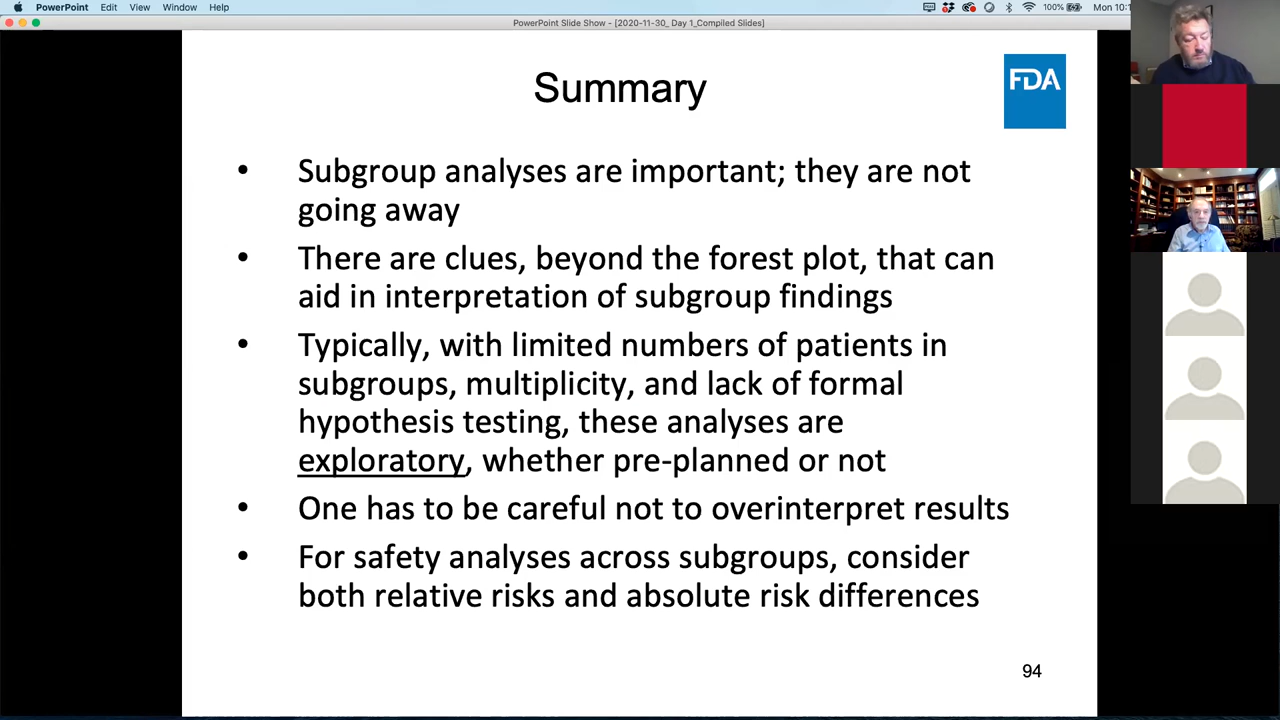 PowerPoint Edit View Window Help 100% Mon 10:1
PowerPoint Slide Show - [2020-11-30_ Day 1_Compiled Slides]
Summary
FDA
• Subgroup analyses are important; they are not
going away
• There are clues, beyond the forest plot, that can
aid in interpretation of subgroup findings
• Typically, with limited numbers of patients in
subgroups, multiplicity, and lack of formal
hypothesis testing, these analyses are
exploratory, whether pre-planned or not
• One has to be careful not to overinterpret results
• For safety analyses across subgroups, consider
both relative risks and absolute risk differences
94